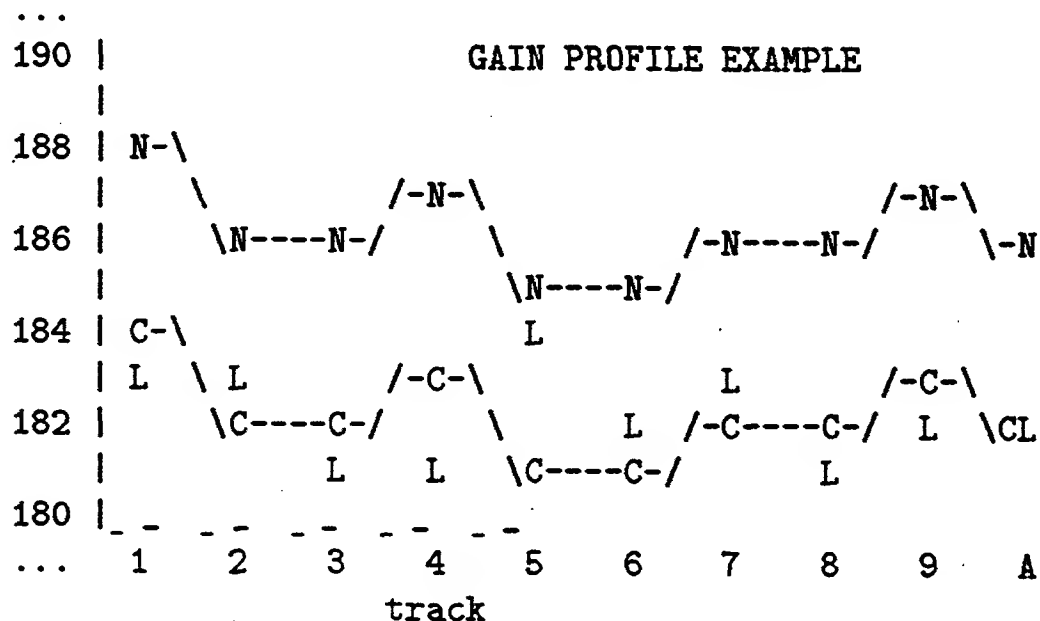 ...
190 |                  GAIN PROFILE EXAMPLE
    |
188 | N-\
    |    \         /-N-\                 /-N-\
186 |     \N----N-/     \        /-N----N-/     \-N
    |                    \N----N-/
184 | C-\                 L
    | L  \ L       /-C-\          L       /-C-\
182 |     \C----C-/     \     L  /-C----C-/  L  \CL
    |           L    L   \C----C-/      L
180 |_ -  _ -  _ -  _ -  _ -
...   1    2    3    4    5    6    7    8    9    A
                  track